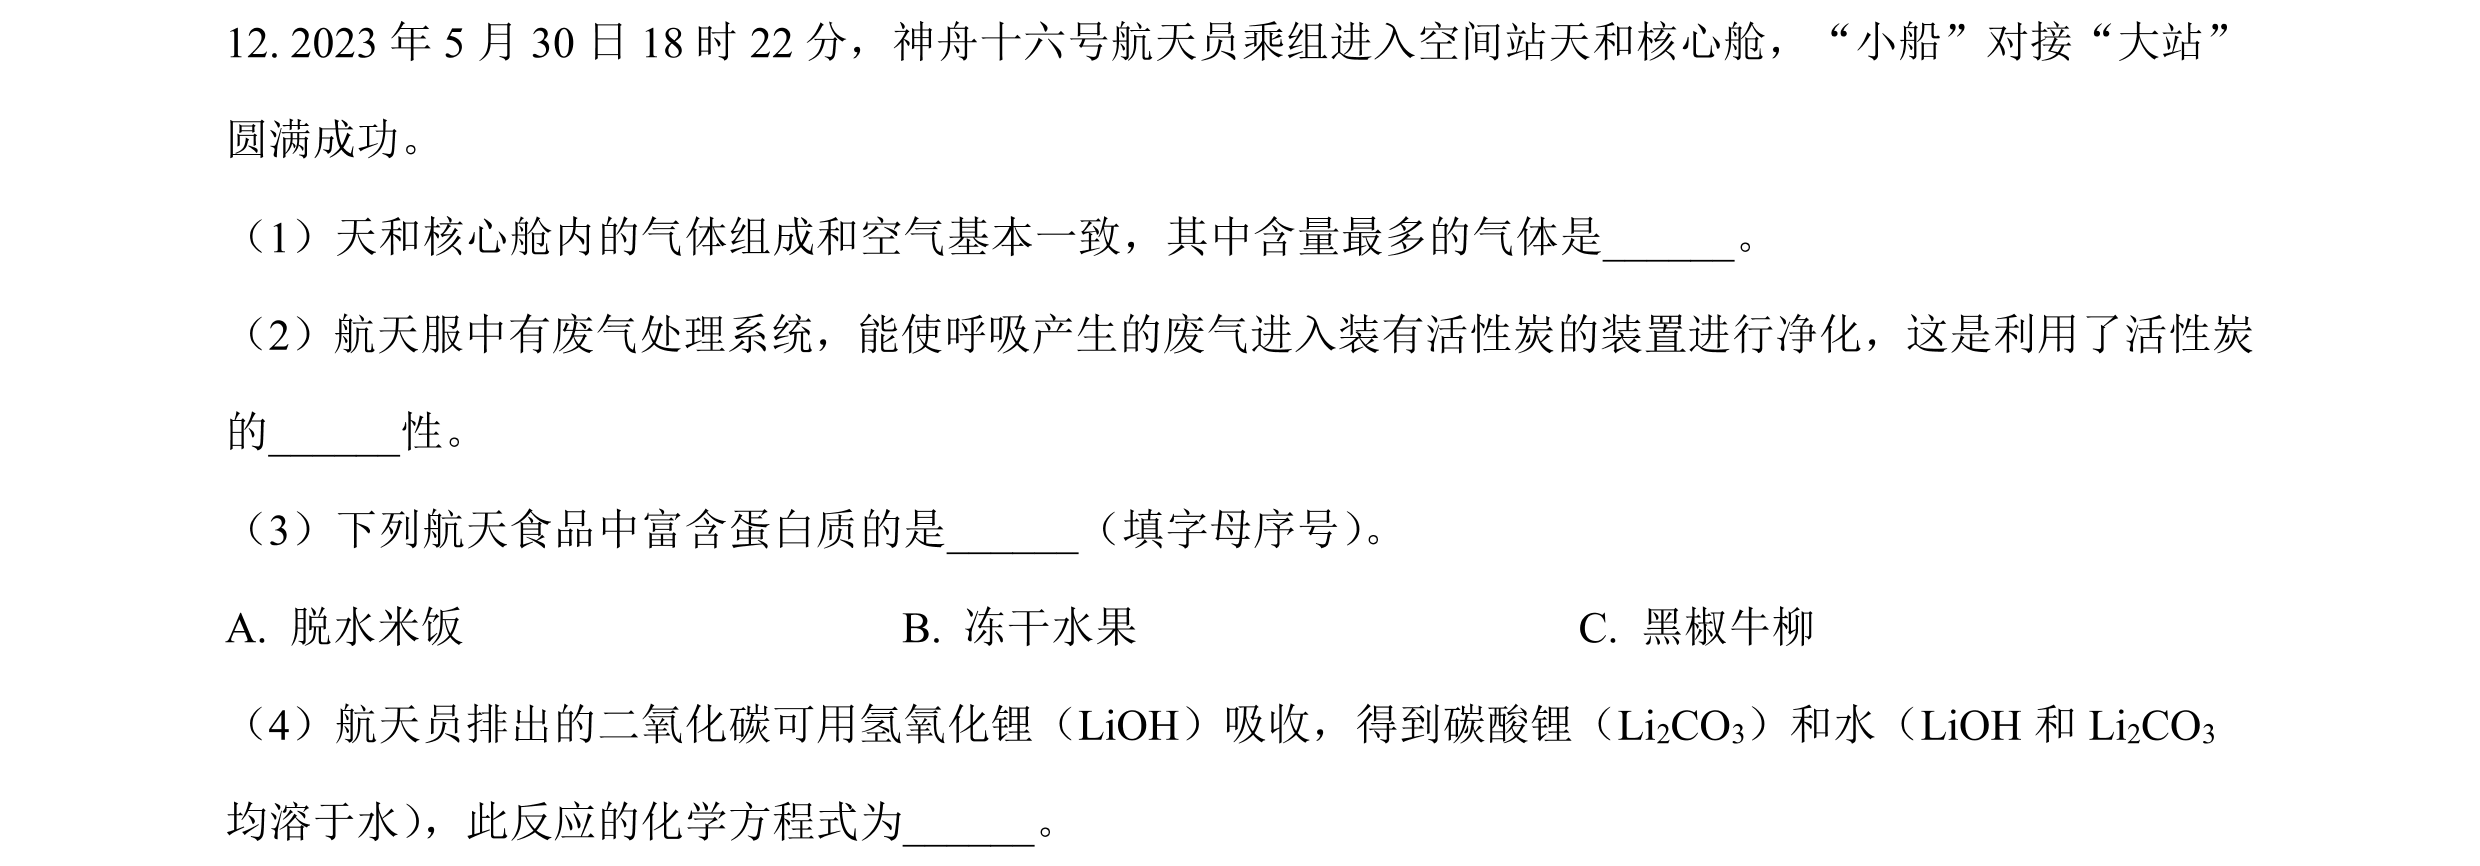 12. 2023 年 5 月 30 日 18 时 22 分，神舟十六号航天员乘组进入空间站天和核心舱，“小船”对接“大站”
圆满成功。
（1）天和核心舱内的气体组成和空气基本一致，其中含量最多的气体是______。
（2）航天服中有废气处理系统，能使呼吸产生的废气进入装有活性炭的装置进行净化，这是利用了活性炭
的______性。
（3）下列航天食品中富含蛋白质的是______（填字母序号）。
A. 脱水米饭 B. 冻干水果 C. 黑椒牛柳
（4）航天员排出的二氧化碳可用氢氧化锂（LiOH）吸收，得到碳酸锂（Li₂CO₃）和水（LiOH 和 Li₂CO₃
均溶于水），此反应的化学方程式为______。